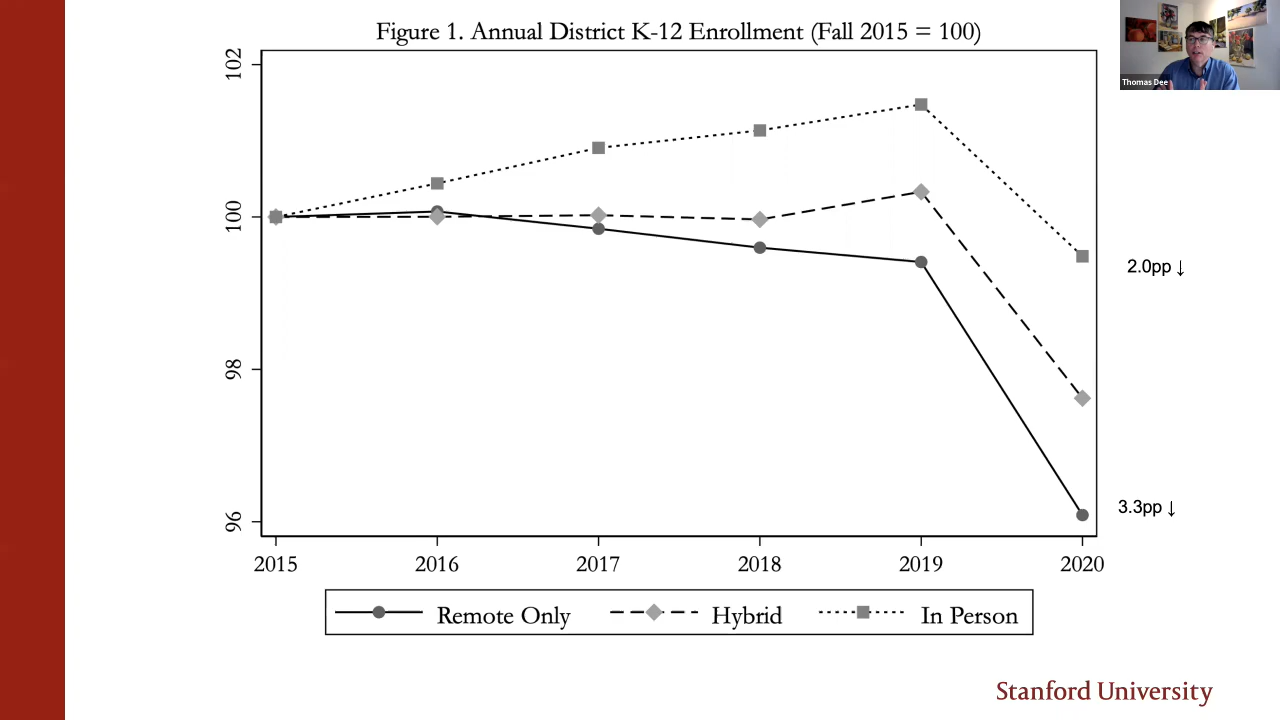 Figure 1. Annual District K-12 Enrollment (Fall 2015 = 100)
Thomas Dee
102
100
98
96
2.0pp ↓
3.3pp ↓
2015 2016 2017 2018 2019 2020
Remote Only Hybrid In Person
Stanford University